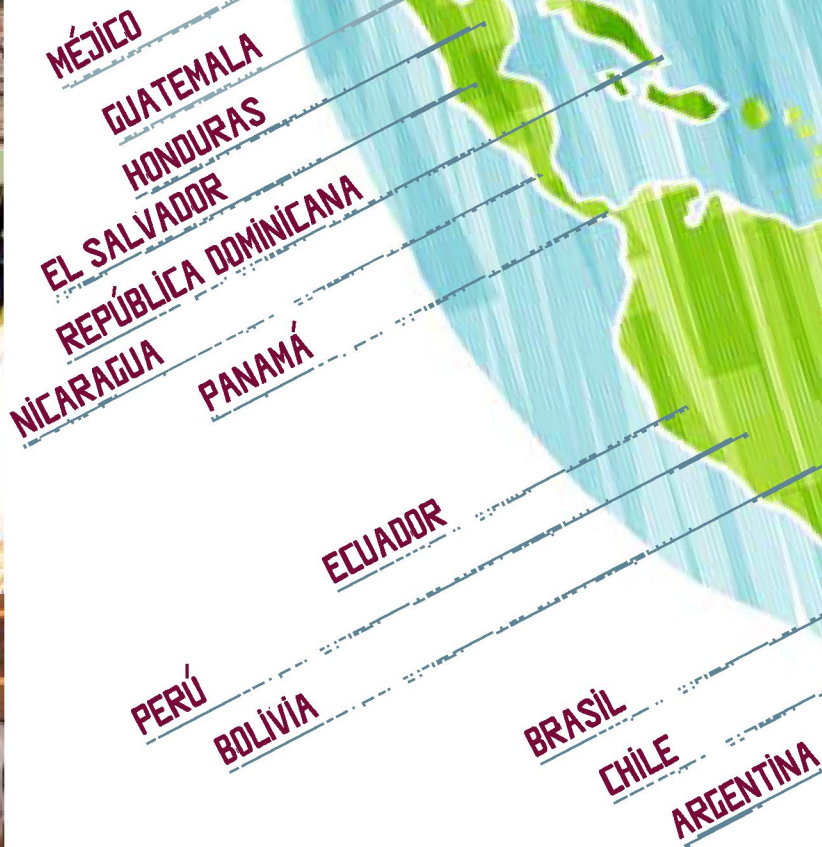 MÉJICO
GUATEMALA
HONDURAS
EL SALVADOR
REPÚBLICA DOMINICANA
NICARAGUA
PANAMÁ
ECUADOR
PERÚ
BOLIVIA
BRASIL
CHILE
ARGENTINA